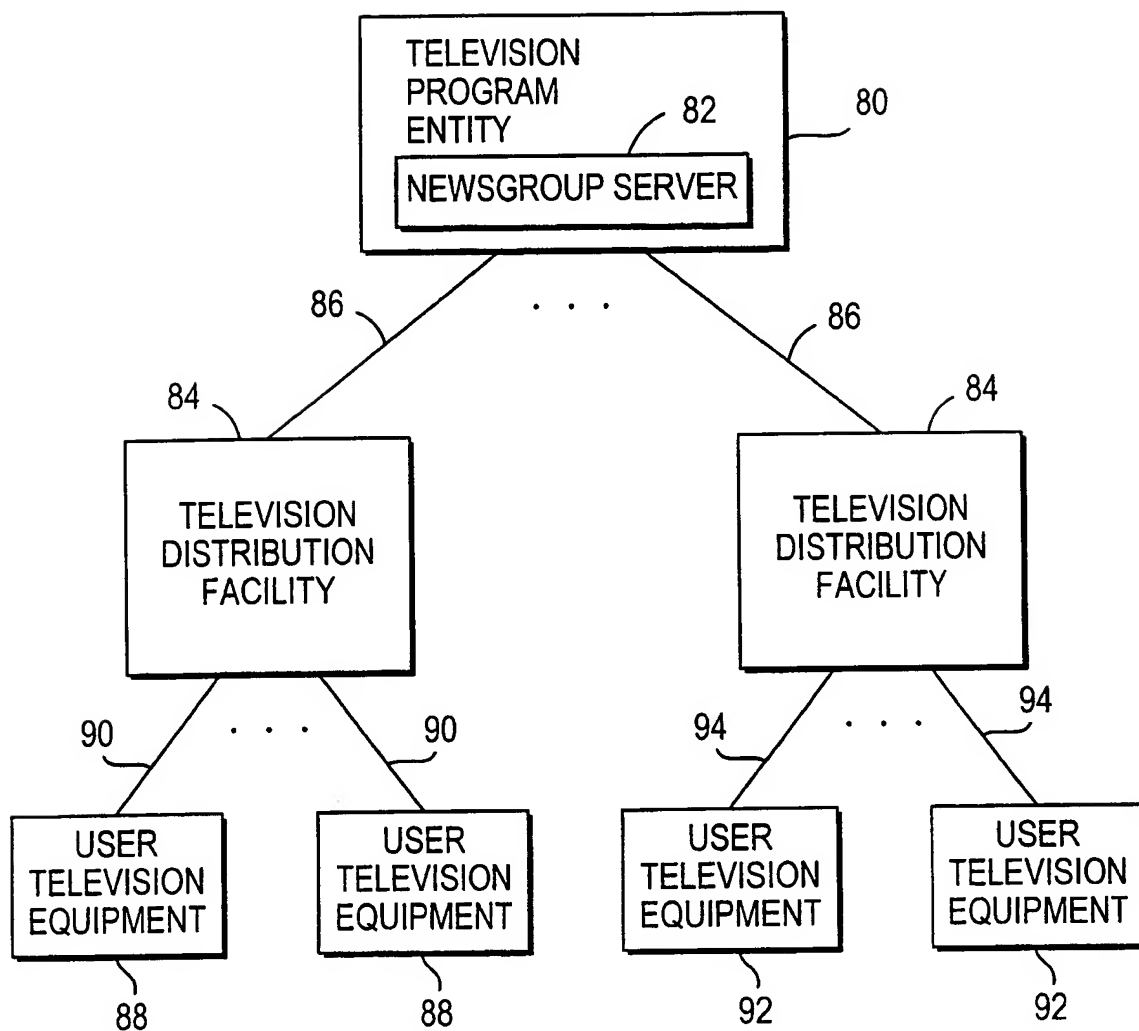 TELEVISION
PROGRAM
ENTITY
82
80
NEWSGROUP SERVER
. . .
86
86
84
84
TELEVISION
DISTRIBUTION
FACILITY
TELEVISION
DISTRIBUTION
FACILITY
90
. . .
90
94
. . .
94
USER
TELEVISION
EQUIPMENT
USER
TELEVISION
EQUIPMENT
USER
TELEVISION
EQUIPMENT
USER
TELEVISION
EQUIPMENT
88
88
92
92